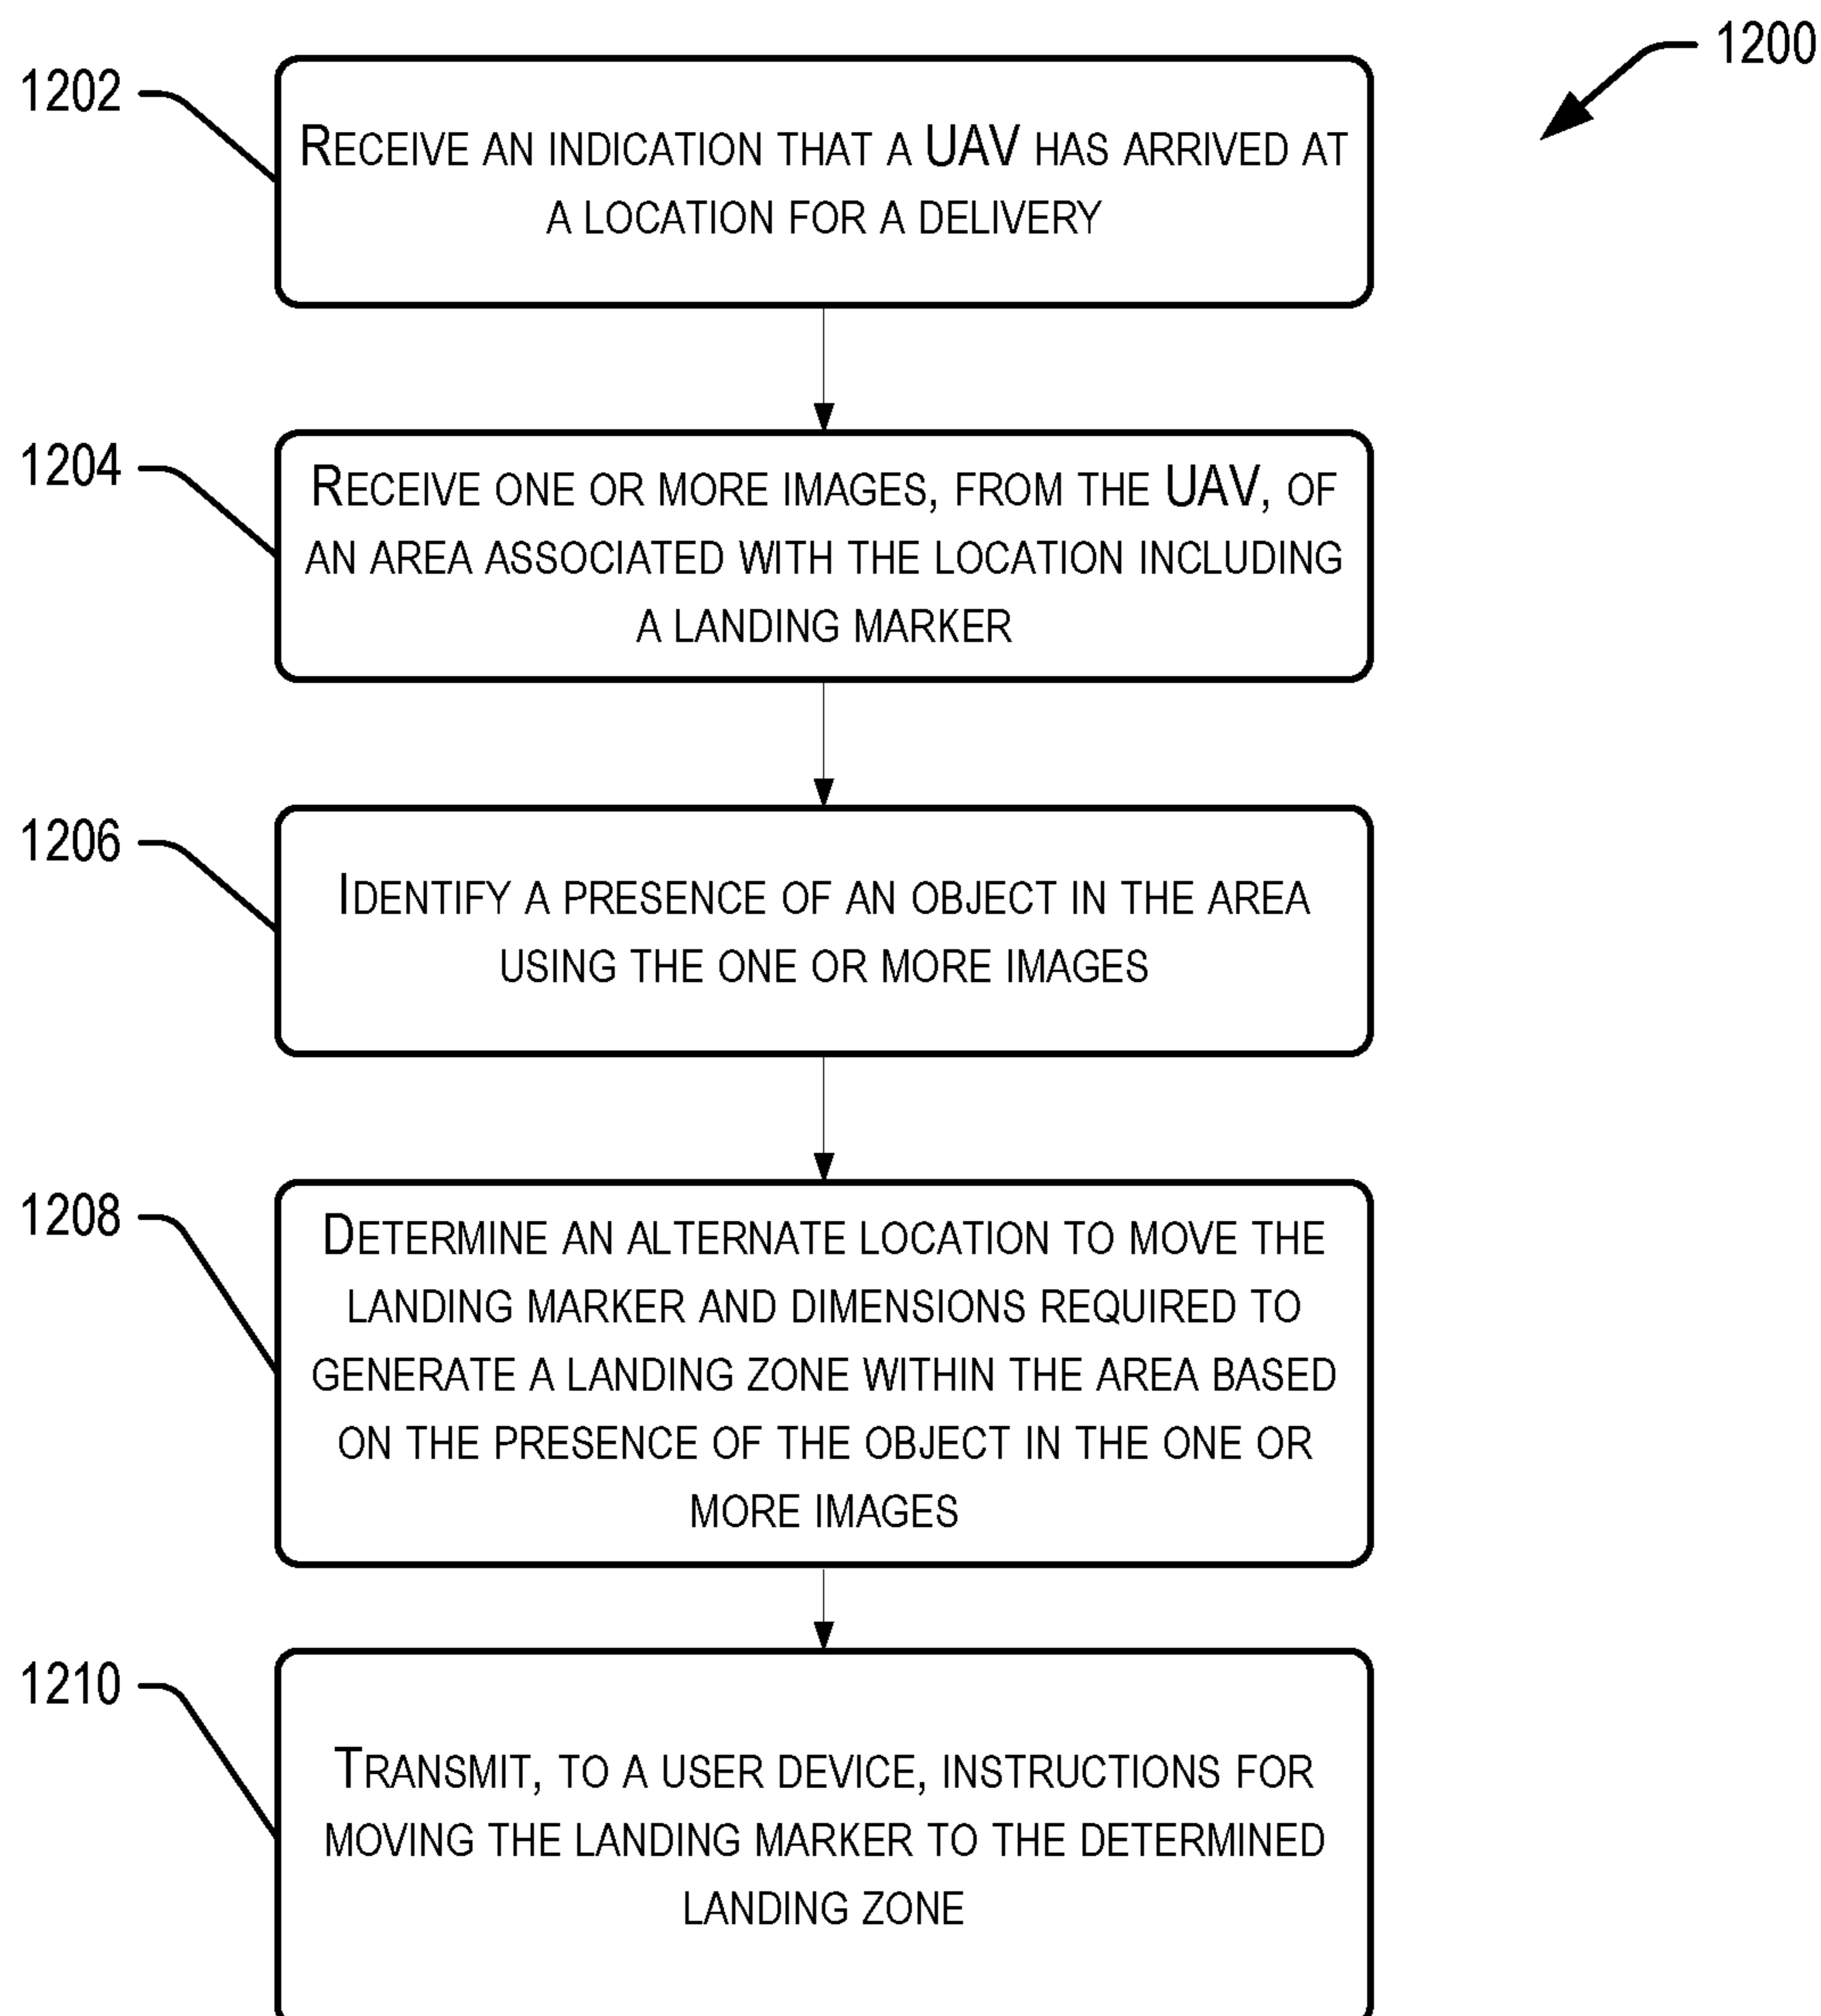 1200
1202
RECEIVE AN INDICATION THAT A UAV HAS ARRIVED AT
A LOCATION FOR A DELIVERY
1204
RECEIVE ONE OR MORE IMAGES, FROM THE UAV, OF
AN AREA ASSOCIATED WITH THE LOCATION INCLUDING
A LANDING MARKER
1206
IDENTIFY A PRESENCE OF AN OBJECT IN THE AREA
USING THE ONE OR MORE IMAGES
1208
DETERMINE AN ALTERNATE LOCATION TO MOVE THE
LANDING MARKER AND DIMENSIONS REQUIRED TO
GENERATE A LANDING ZONE WITHIN THE AREA BASED
ON THE PRESENCE OF THE OBJECT IN THE ONE OR
MORE IMAGES
1210
TRANSMIT, TO A USER DEVICE, INSTRUCTIONS FOR
MOVING THE LANDING MARKER TO THE DETERMINED
LANDING ZONE